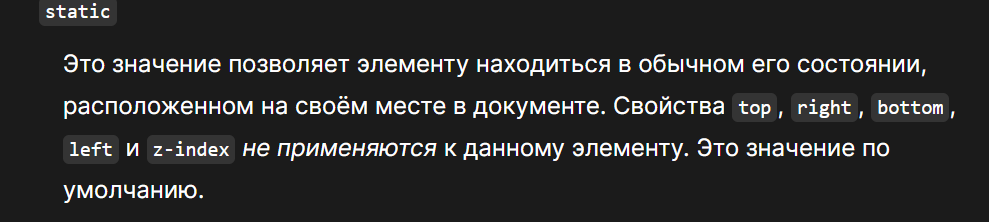 static
Это значение позволяет элементу находиться в обычном его состоянии,
расположенном на своём месте в документе. Свойства top, right, bottom,
left и z-index не применяются к данному элементу. Это значение по
умолчанию.